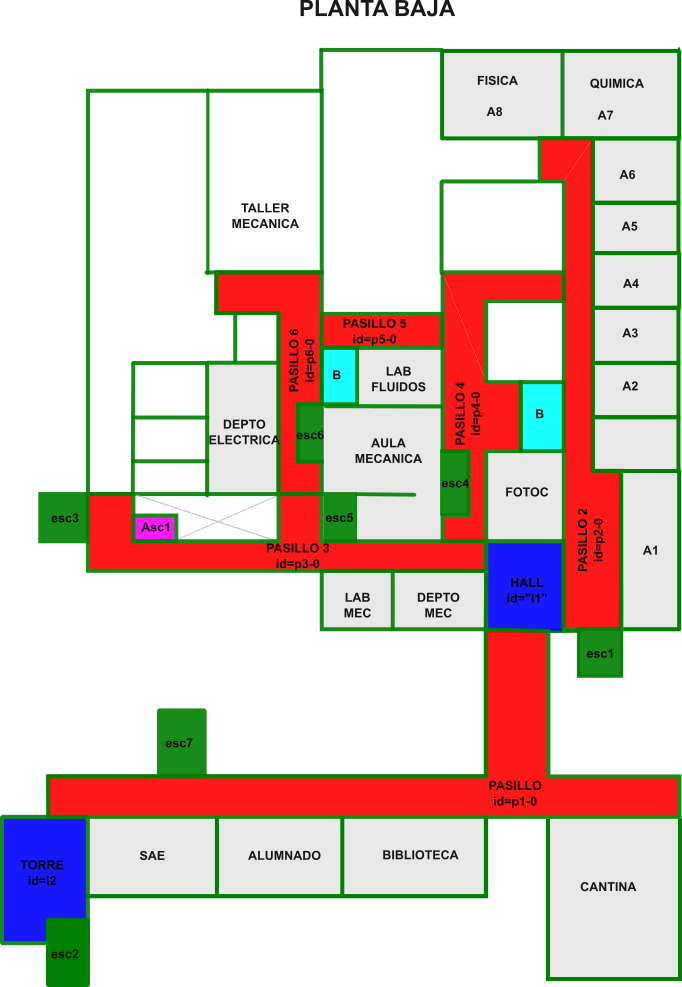 PLANTA BAJA
FISICA
A8
QUIMICA
A7
A6
TALLER
MECANICA
A5
A4
PASILLO 5
id=p5-0
A3
PASILLO 6
id=p6-0
B
LAB
FLUIDOS
A2
PASILLO 4
id=p4-0
B
DEPTO
ELECTRICA
esc6
AULA
MECANICA
esc4
FOTOC
esc3
Asc1
esc5
PASILLO 2
id=p2-0
A1
PASILLO 3
id=p3-0
HALL
id="I1"
LAB
MEC
DEPTO
MEC
esc1
esc7
PASILLO
id=p1-0
TORRE
id=i2
SAE
ALUMNADO
BIBLIOTECA
CANTINA
esc2